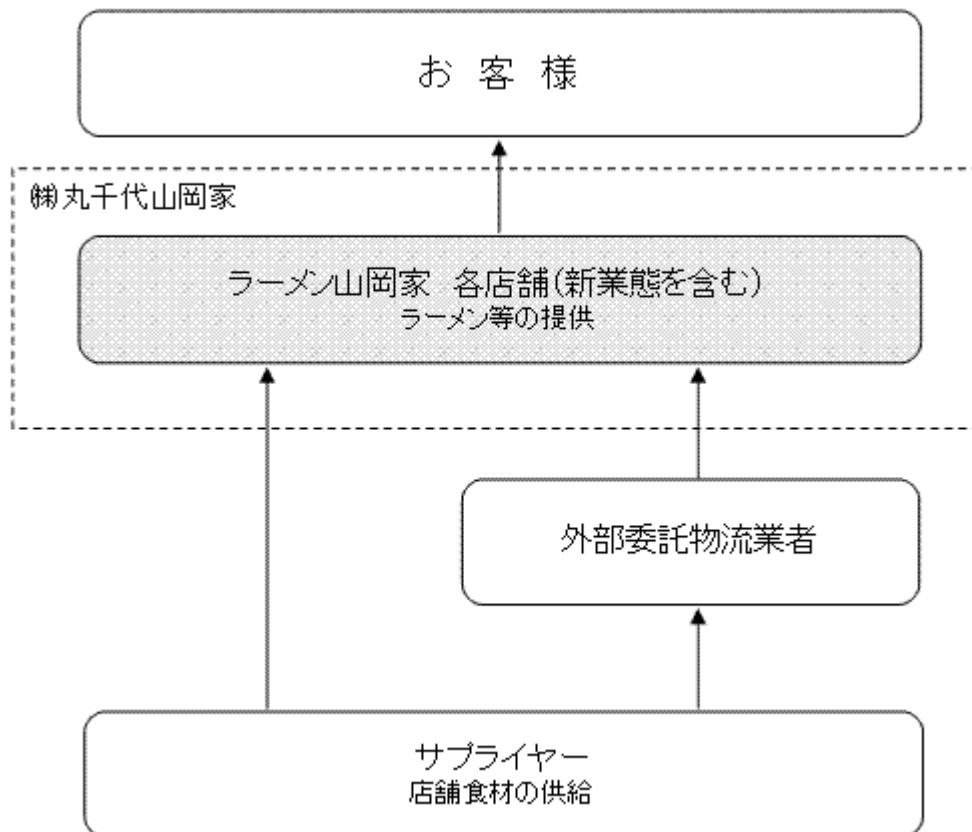 お 客 様
㈱丸千代山岡家
ラーメン山岡家 各店舗(新業態を含む)
ラーメン等の提供
外部委託物流業者
サプライヤー
店舗食材の供給